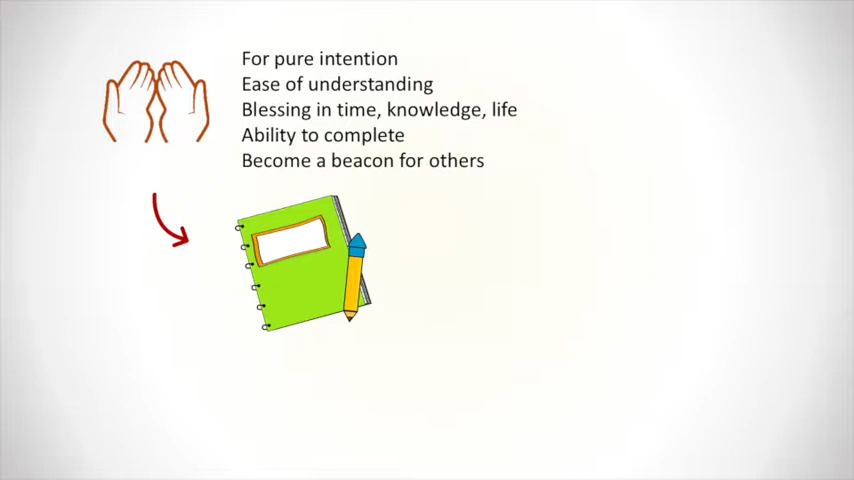 For pure intention
Ease of understanding
Blessing in time, knowledge, life
Ability to complete
Become a beacon for others